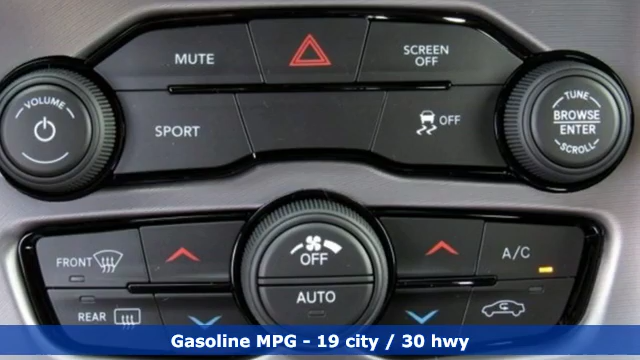 MUTE
SCREEN
OFF
VOLUME
SPORT
OFF
TUNE
BROWSE
ENTER
SCROLL
FRONT
OFF
A/C
AUTO
REAR
Gasoline MPG - 19 city / 30 hwy